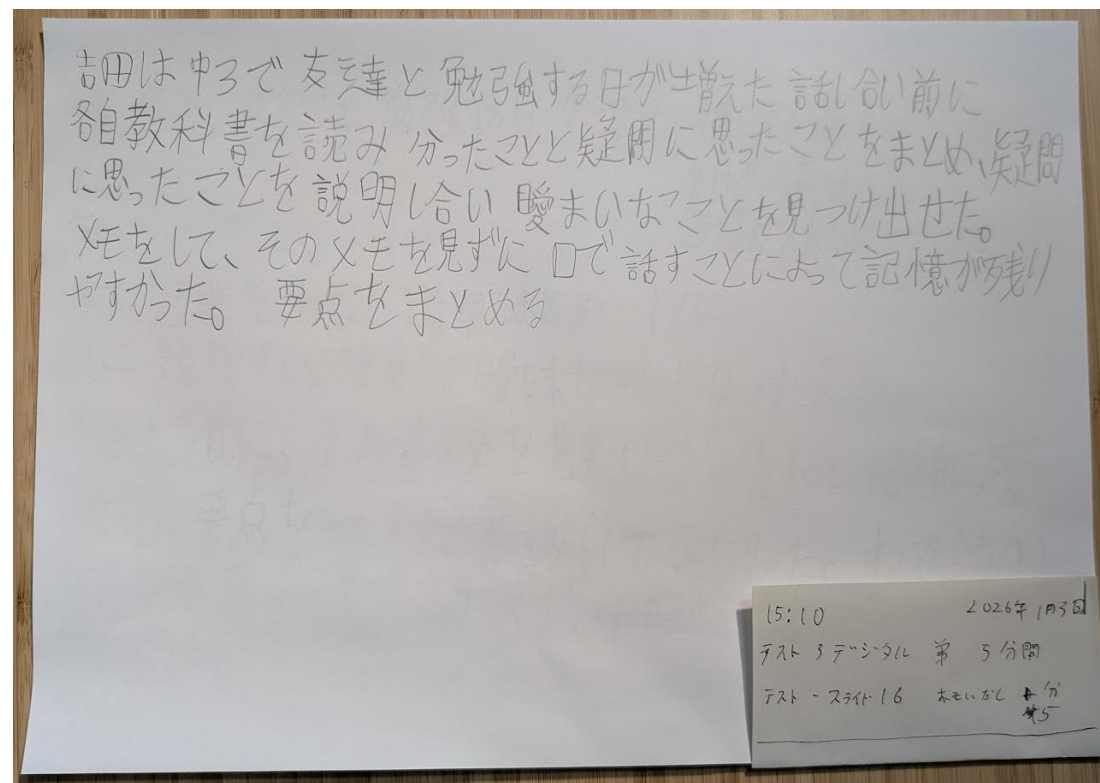 吉田は中3で友達と勉強する日が増えた 話し合い前に
各自教科書を読み 分ったことと疑問に思ったことをまとめ、疑問
に思ったことを説明し合い 曖まいなことを見つけ出せた。
メモをして、そのメモを見ずに 口で話すことによって記憶が残り
やすかった。 要点をまとめる
15:10 2026年1月3日
テスト3デジタル 第 5分間
テスト-スライド16 おもいだし 分
5